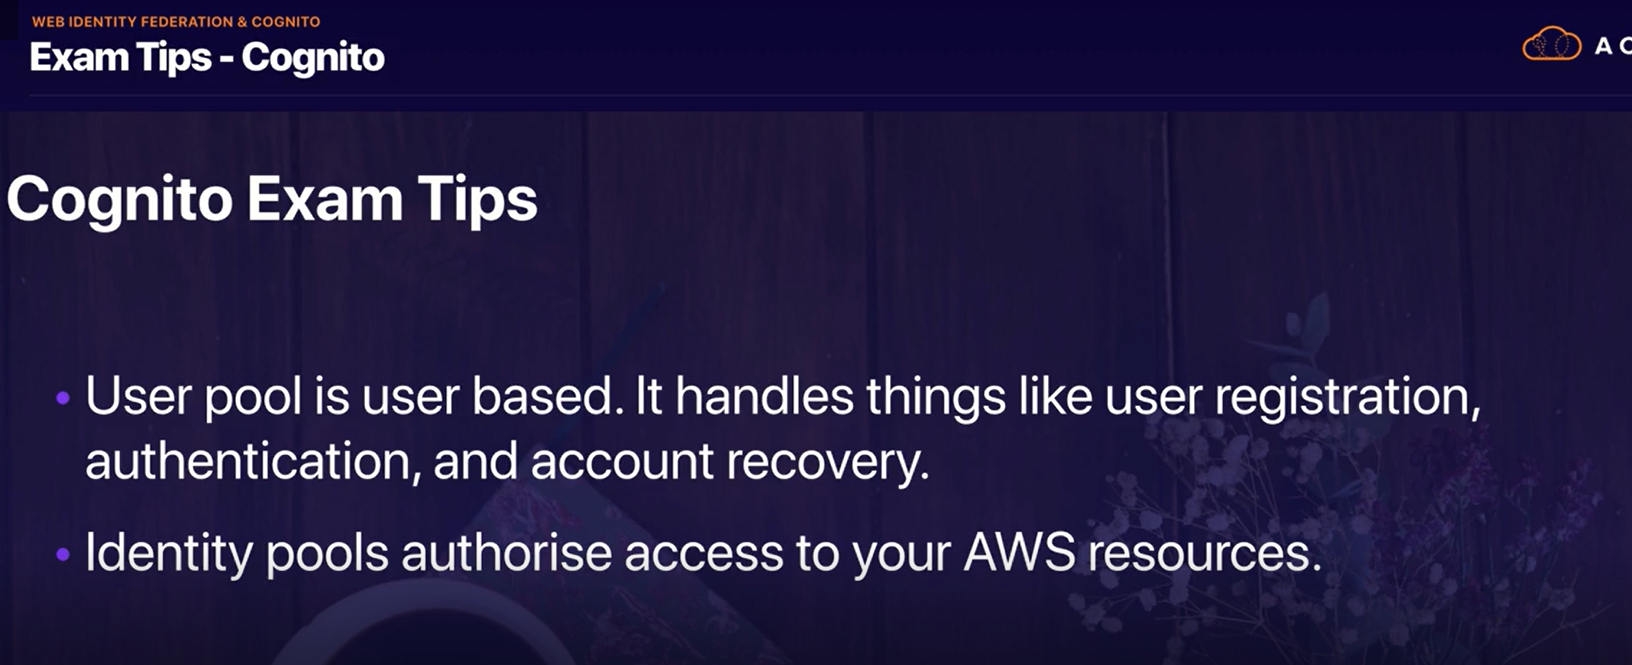 WEB IDENTITY FEDERATION & COGNITO
Exam Tips - Cognito
Cognito Exam Tips
• User pool is user based. It handles things like user registration,
authentication, and account recovery.
• Identity pools authorise access to your AWS resources.